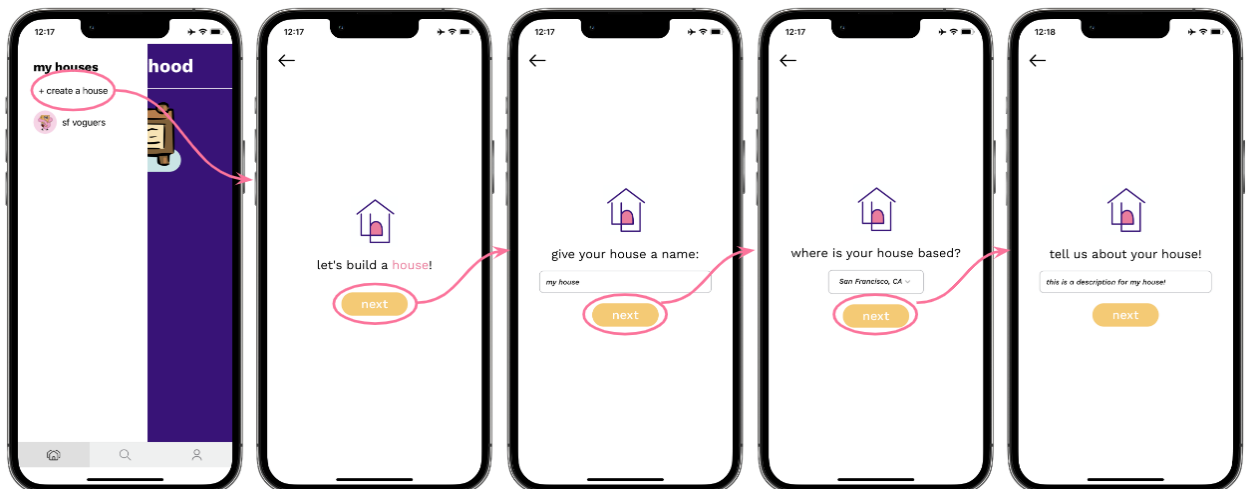 12:17
my houses
hood
+ create a house
sf voguers
12:17
let's build a house!
next
12:17
give your house a name:
my house
next
12:17
where is your house based?
San Francisco, CA
next
12:18
tell us about your house!
this is a description for my house!
next